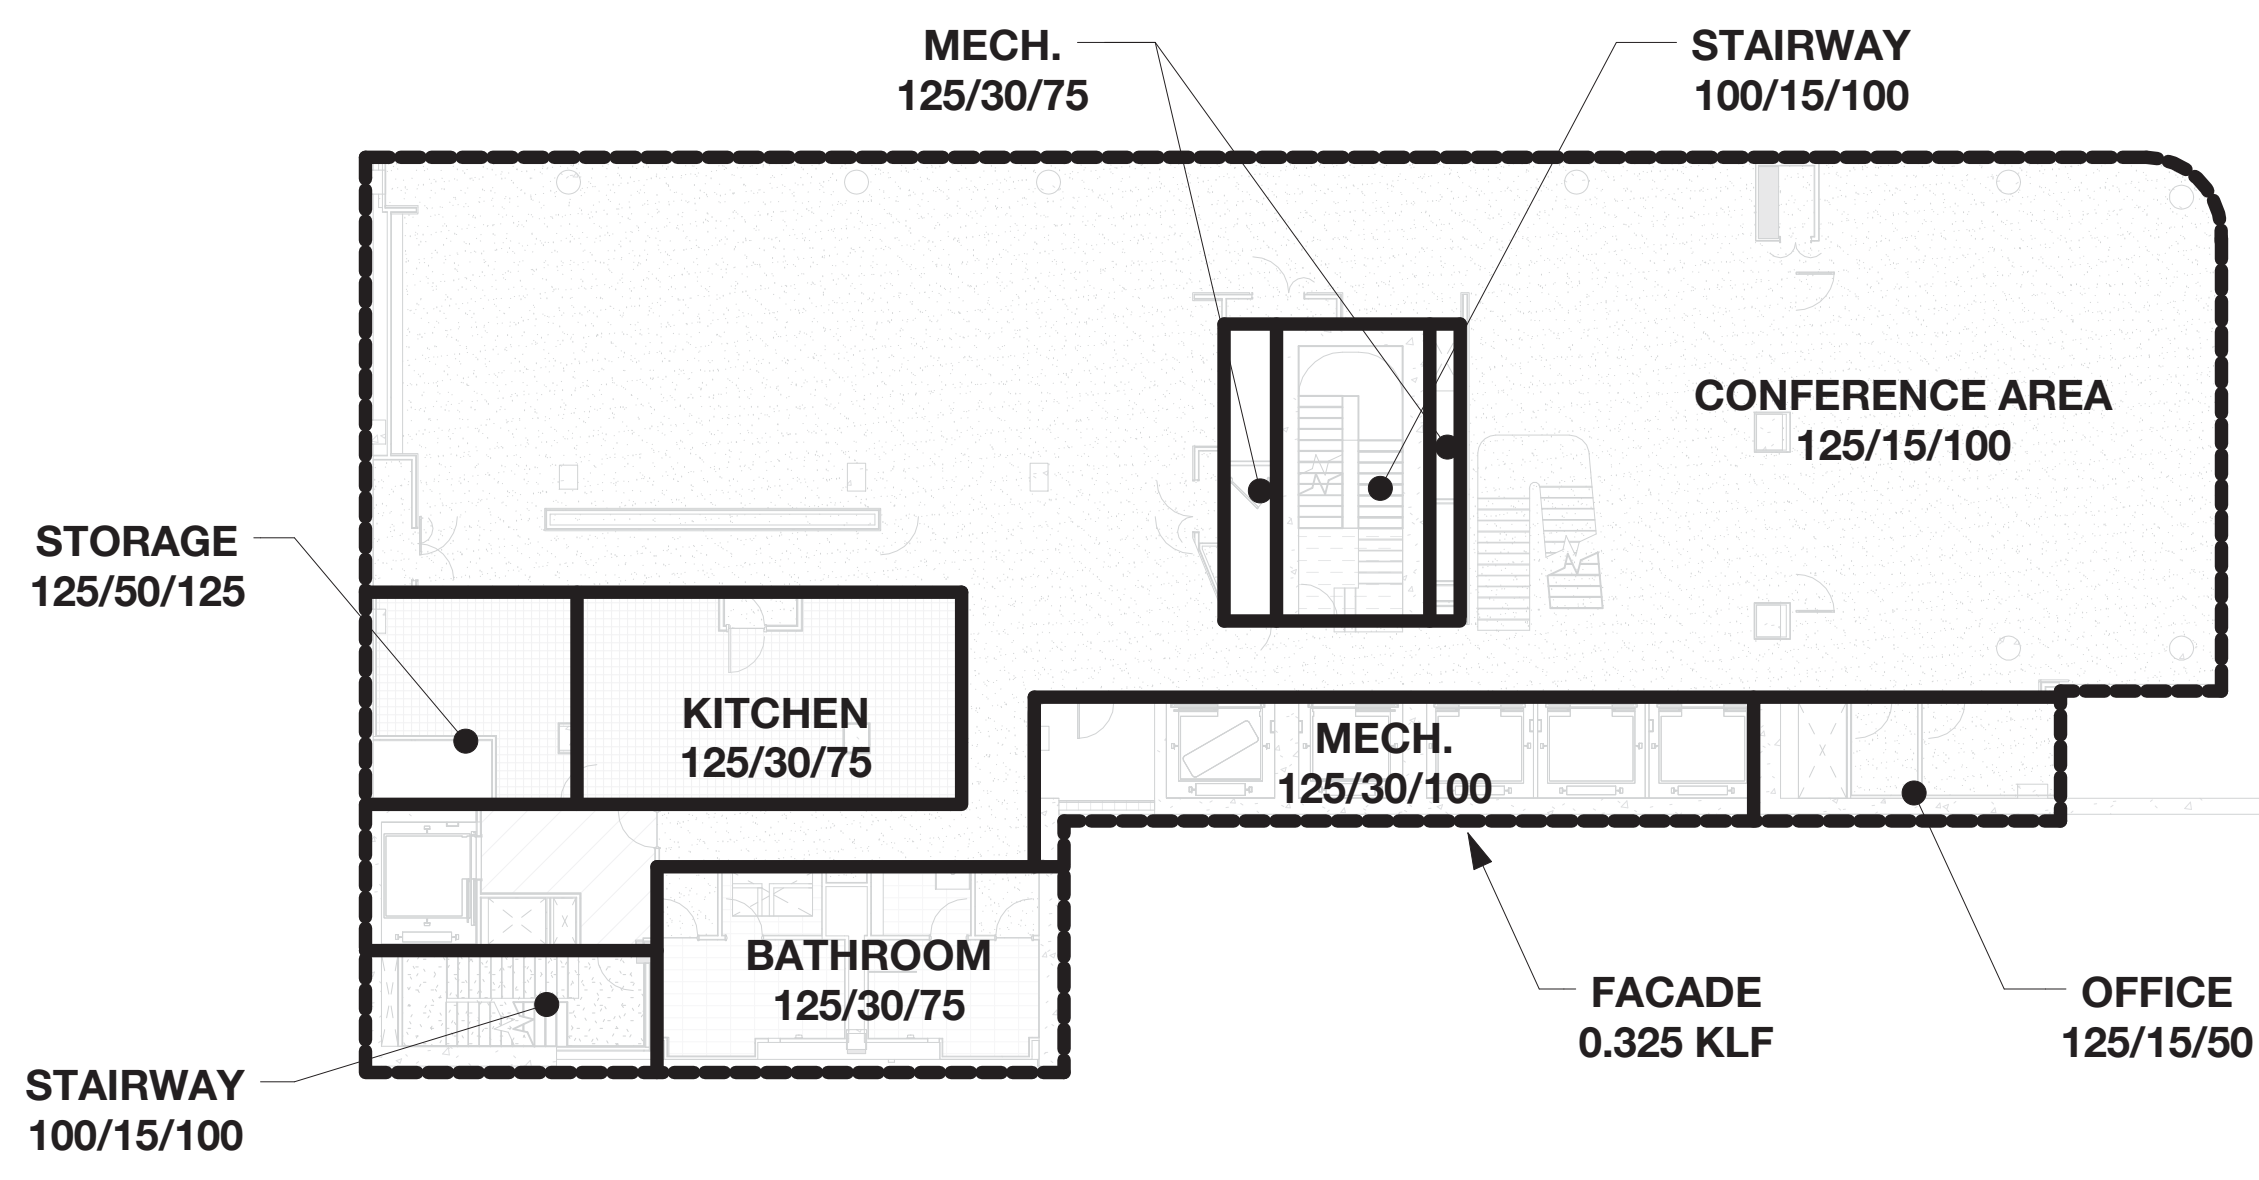 MECH.
125/30/75
STAIRWAY
100/15/100
CONFERENCE AREA
125/15/100
STORAGE
125/50/125
KITCHEN
125/30/75
MECH.
125/30/100
BATHROOM
125/30/75
FACADE
0.325 KLF
OFFICE
125/15/50
STAIRWAY
100/15/100